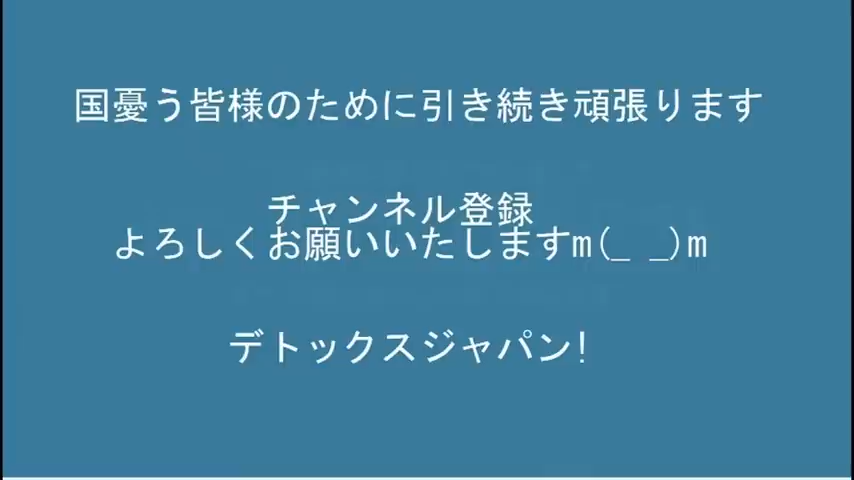 国憂う皆様のために引き続き頑張ります
チャンネル登録
よろしくお願いいたしますm(_ _)m
デトックスジャパン!